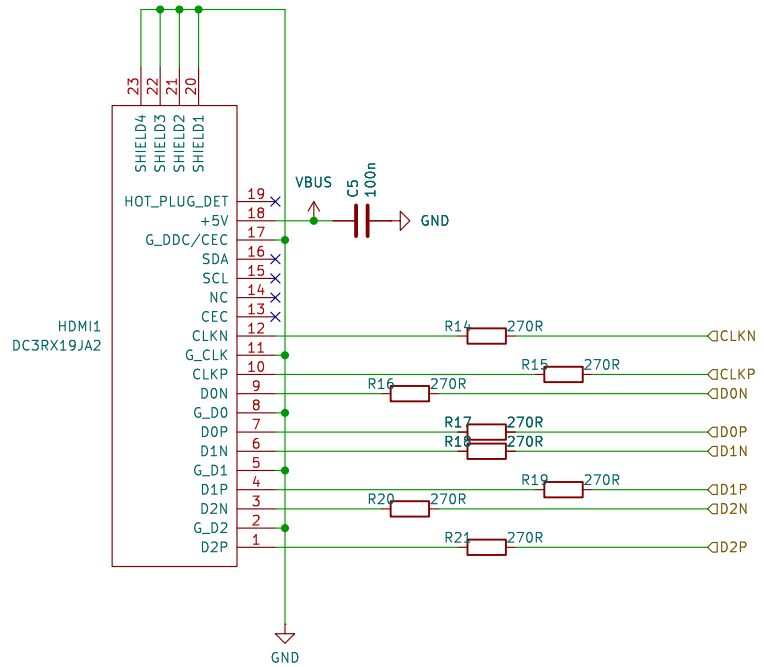 23
22
21
20
SHIELD4
SHIELD3
SHIELD2
SHIELD1
HOT_PLUG_DET 19
VBUS
C5
100n
+5V 18
GND
G_DDC/CEC 17
SDA 16
SCL 15
NC 14
CEC 13
HDMI1
DC3RX19JA2
CLKN 12 R14 270R CLKN
G_CLK 11
CLKP 10 R15 270R CLKP
D0N 9 R16 270R D0N
G_D0 8
D0P 7 R17 270R D0P
D1N 6 R18 270R D1N
G_D1 5
D1P 4 R19 270R D1P
D2N 3 R20 270R D2N
G_D2 2
D2P 1 R21 270R D2P
GND